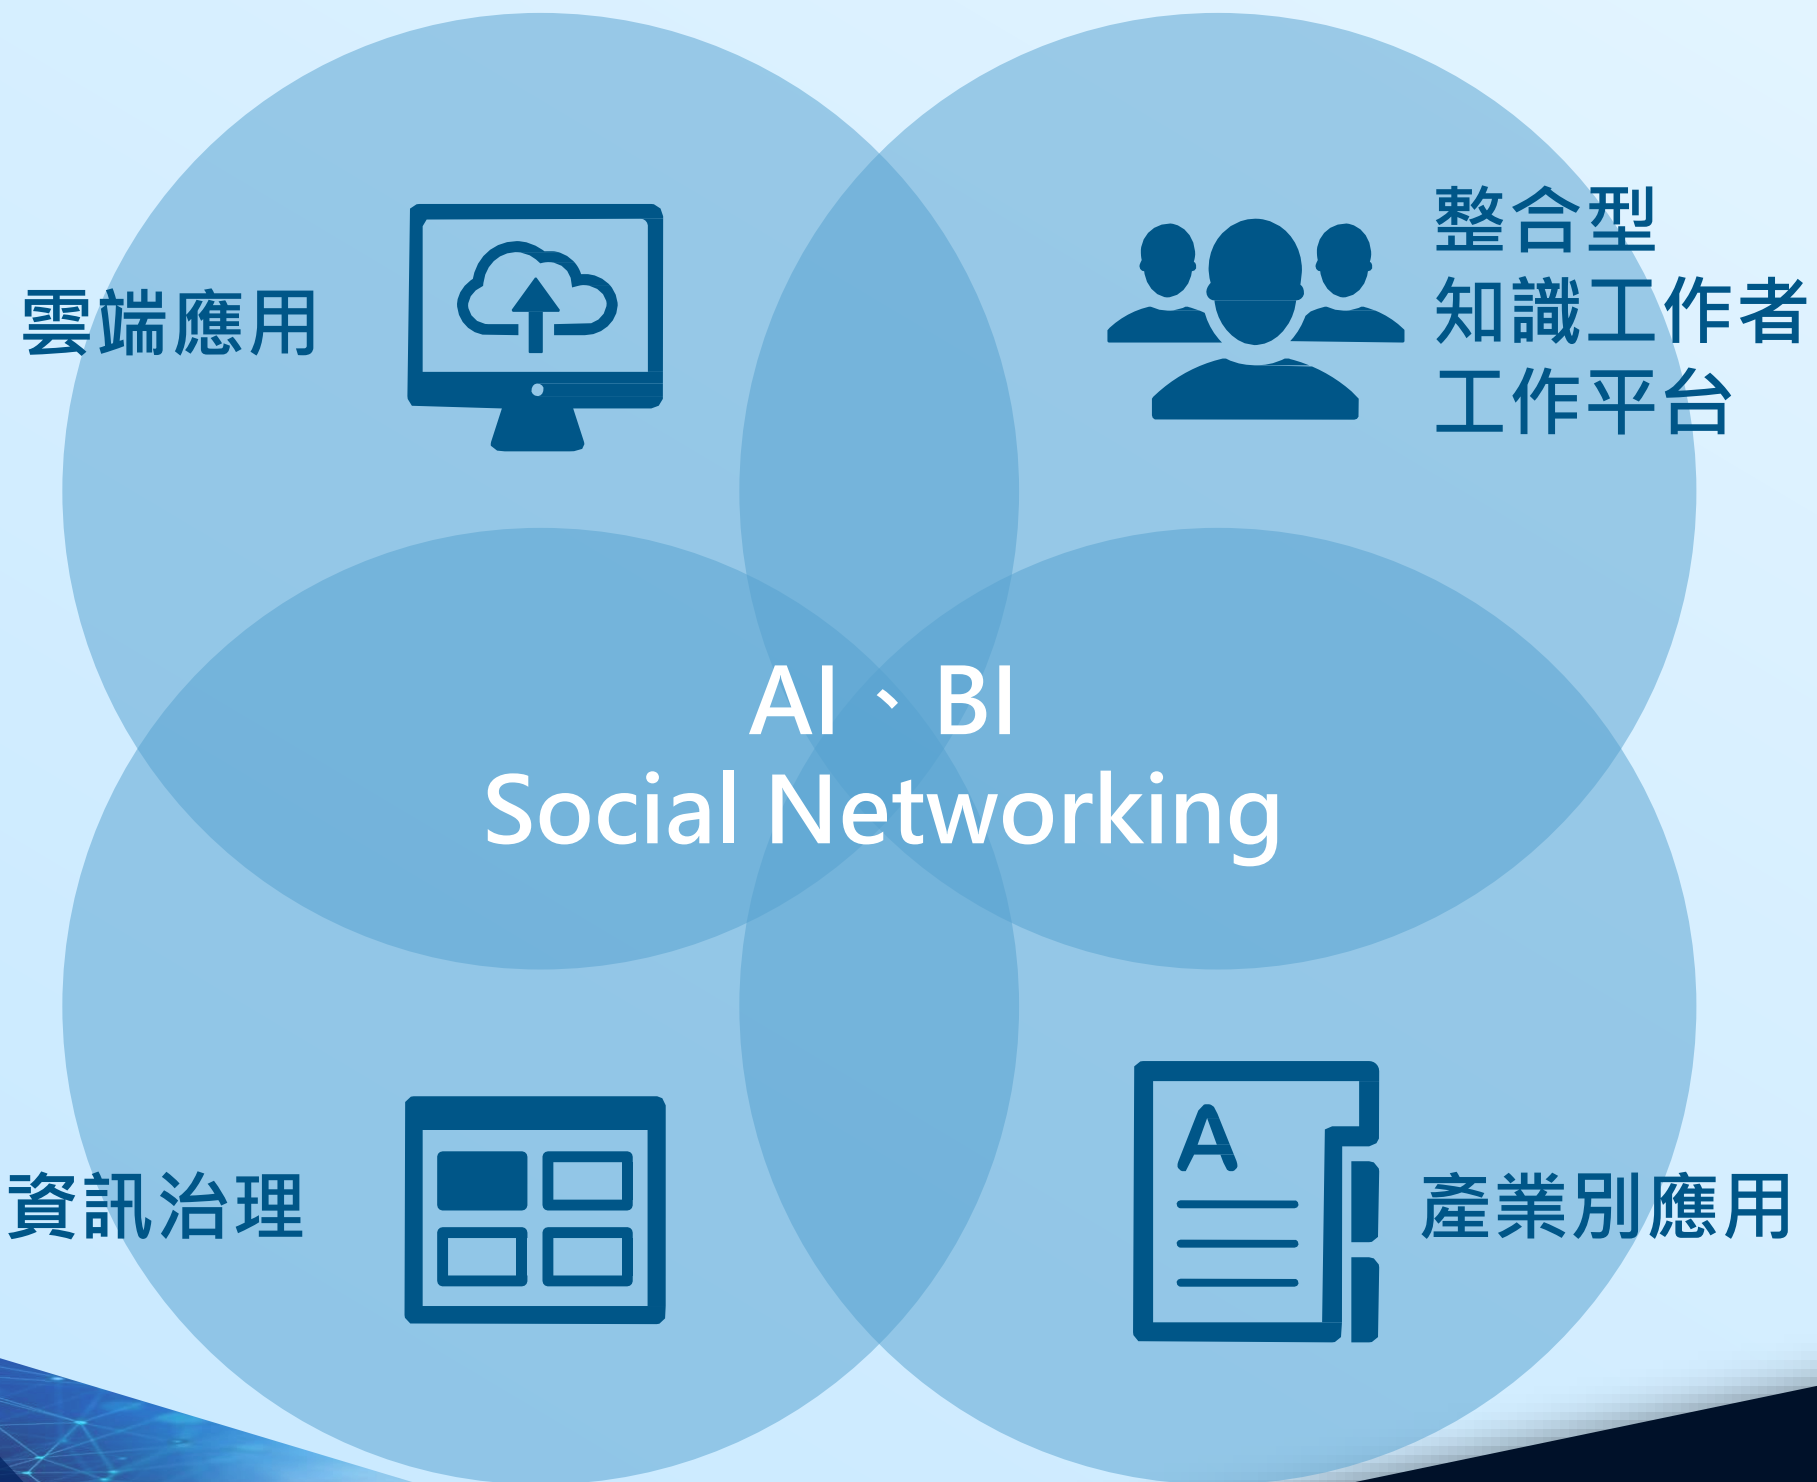 雲端應用
整合型
知識工作者
工作平台
AI、BI
Social Networking
資訊治理
A
產業別應用